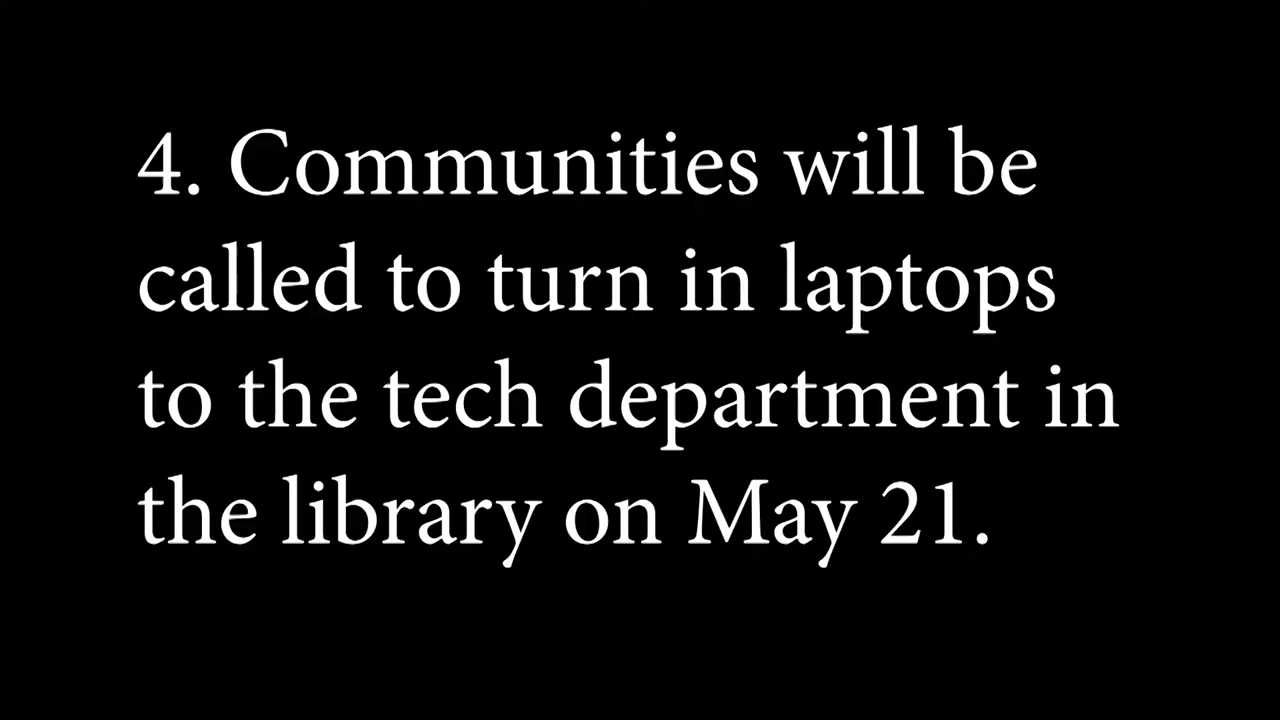 4. Communities will be
called to turn in laptops
to the tech department in
the library on May 21.